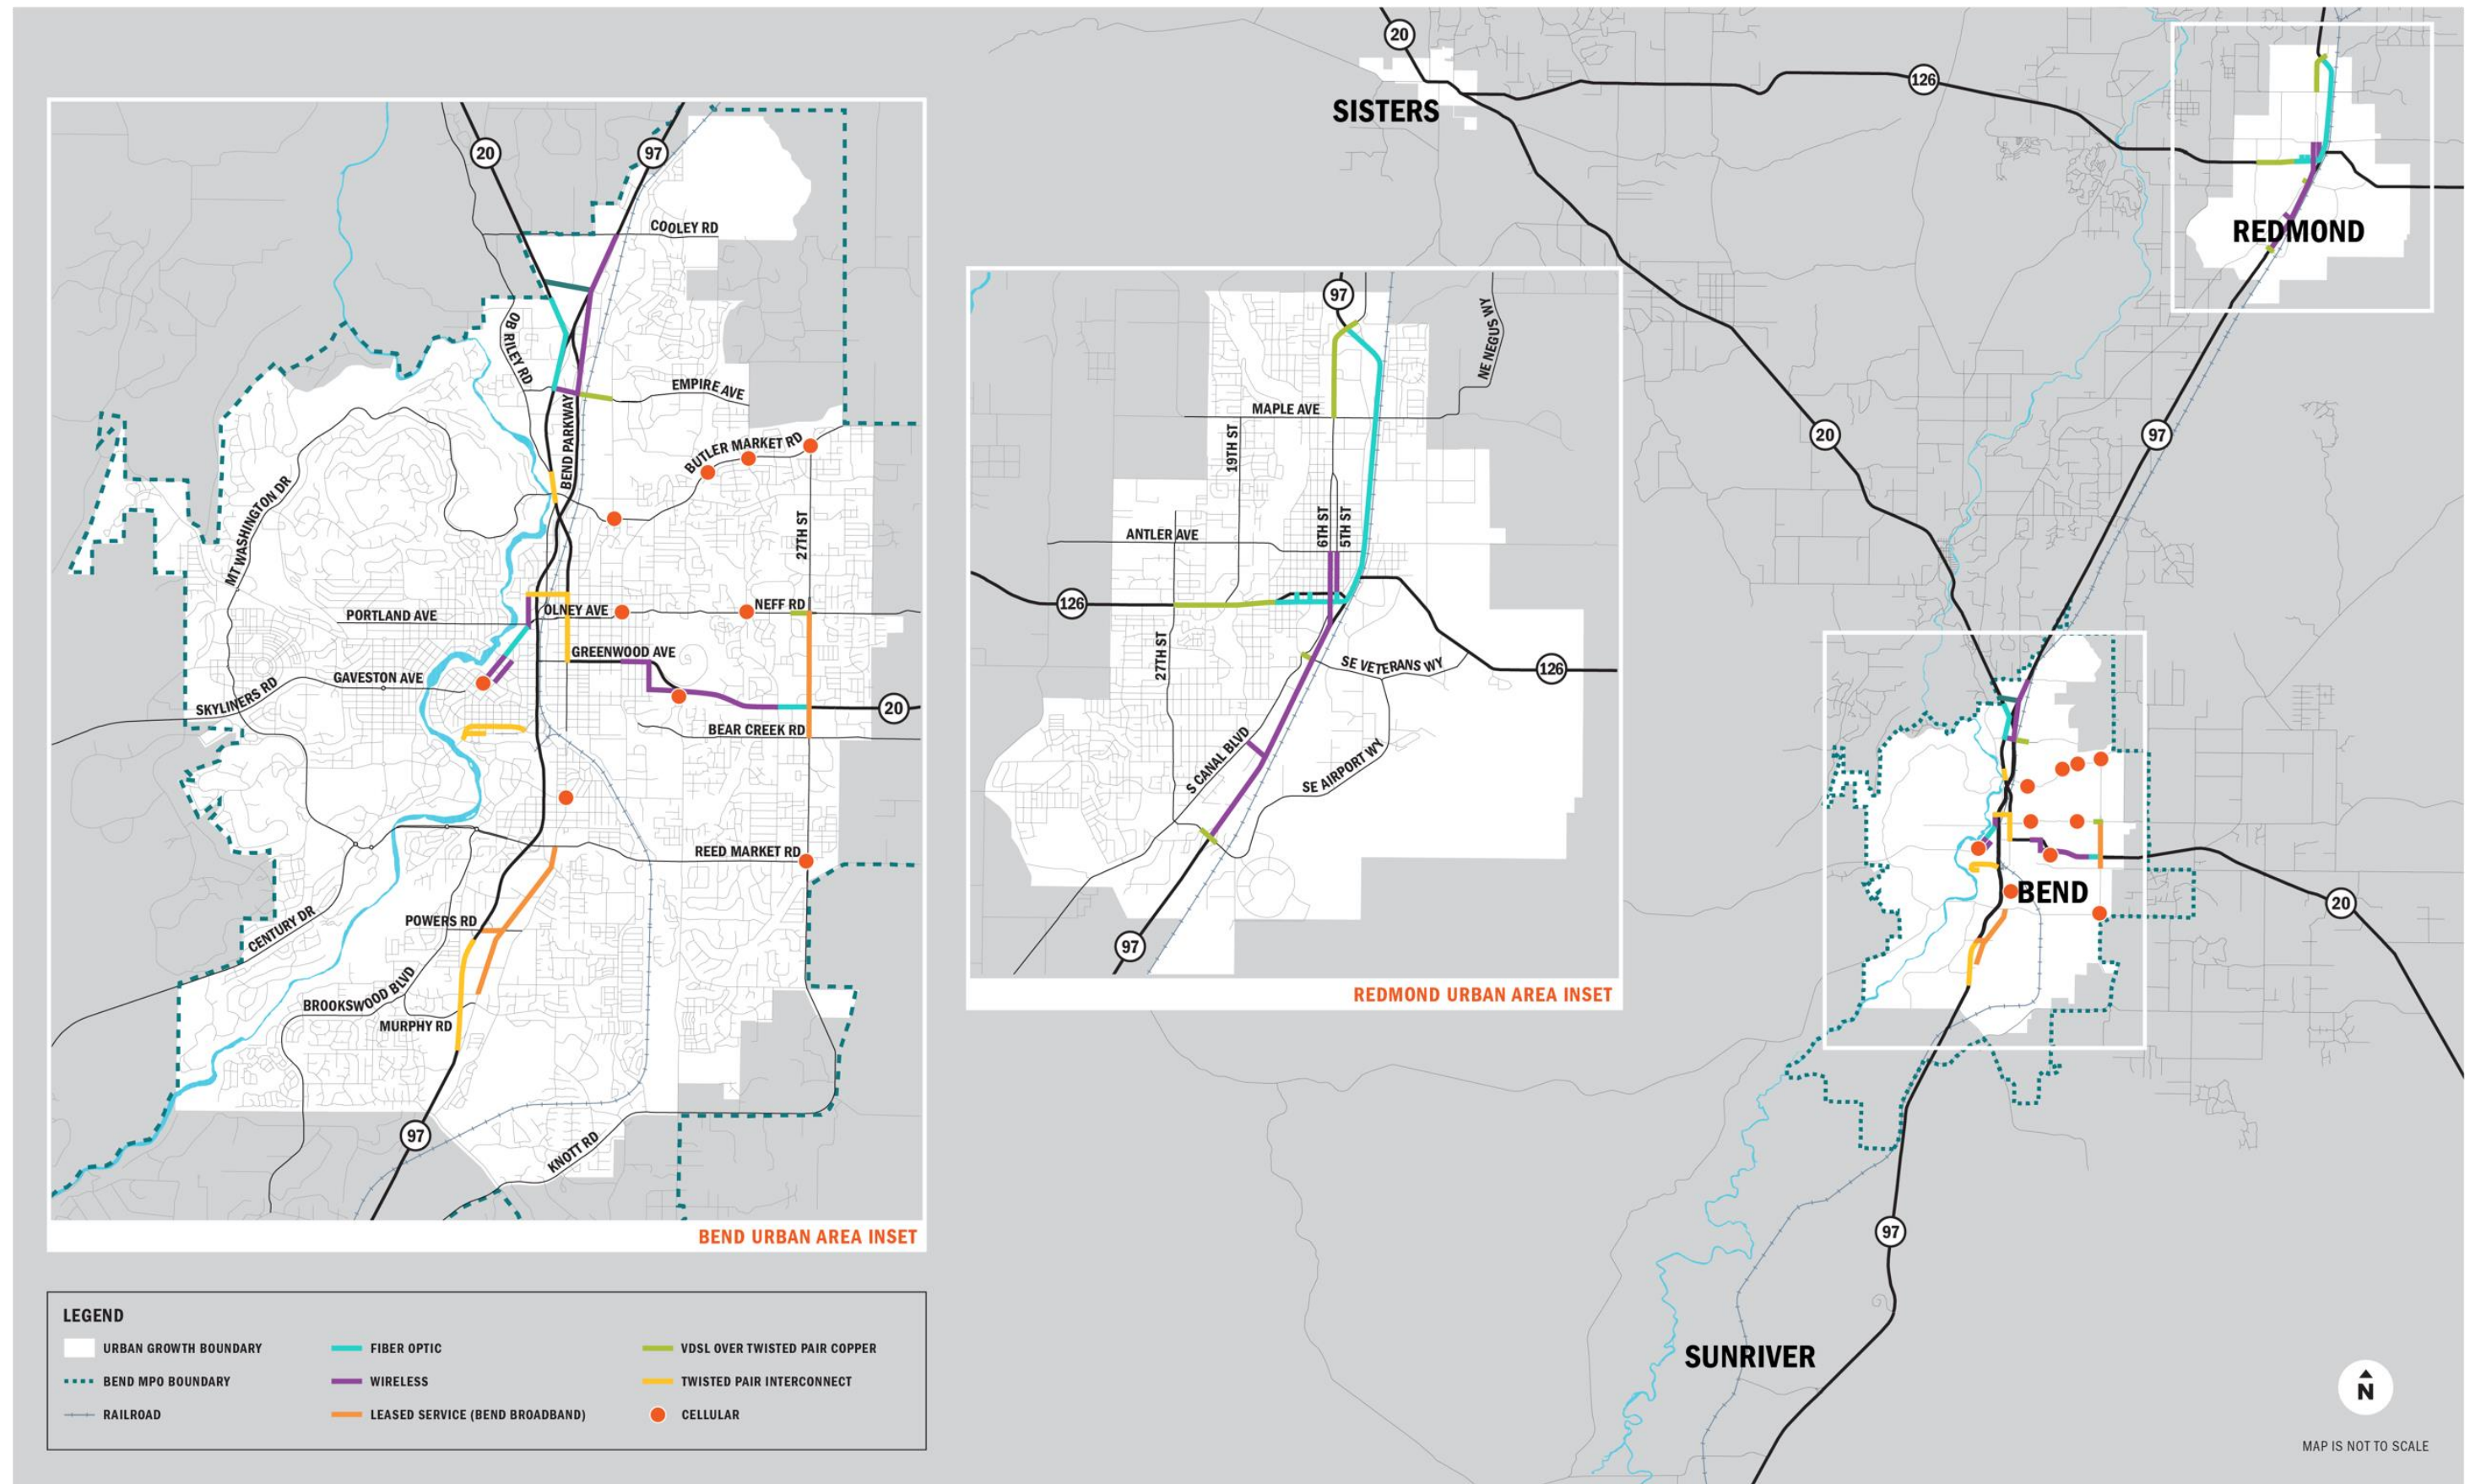 20
97
COOLEY RD
OB RILEY RD
EMPIRE AVE
BEND PARKWAY
BUTLER MARKET RD
MT WASHINGTON DR
27TH ST
PORTLAND AVE
OLNEY AVE
NEFF RD
GREENWOOD AVE
GAVESTON AVE
SKYLINERS RD
20
BEAR CREEK RD
REED MARKET RD
POWERS RD
CENTURY DR
BROOKSWOOD BLVD
MURPHY RD
97
KNOTT RD
BEND URBAN AREA INSET
97
NE NEGUS WY
MAPLE AVE
19TH ST
6TH ST
5TH ST
ANTLER AVE
126
27TH ST
SE VETERANS WY
126
S CANAL BLVD
SE AIRPORT WY
97
REDMOND URBAN AREA INSET
20
SISTERS
126
REDMOND
20
97
BEND
20
97
SUNRIVER
N
MAP IS NOT TO SCALE
LEGEND
URBAN GROWTH BOUNDARY
BEND MPO BOUNDARY
RAILROAD
FIBER OPTIC
WIRELESS
LEASED SERVICE (BEND BROADBAND)
VDSL OVER TWISTED PAIR COPPER
TWISTED PAIR INTERCONNECT
CELLULAR